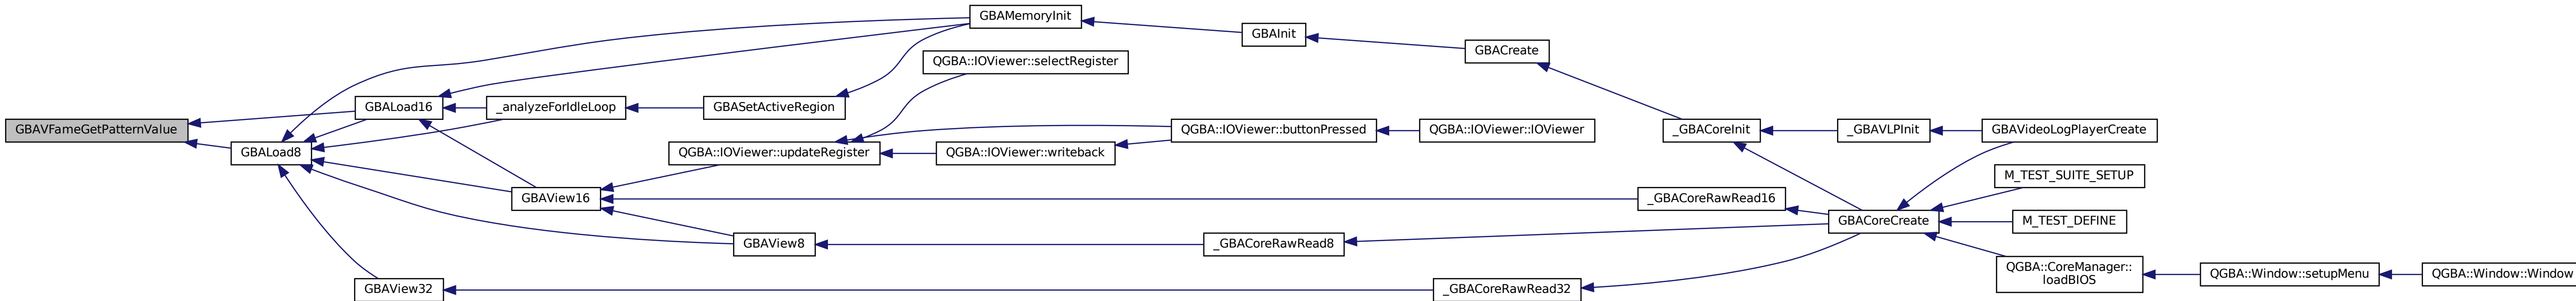 GBAVFameGetPatternValue
GBALoad8
GBALoad16
GBAView32
_analyzeForIdleLoop
GBAView16
QGBA::IOViewer::updateRegister
GBASetActiveRegion
GBAView8
QGBA::IOViewer::selectRegister
QGBA::IOViewer::writeback
GBAMemoryInit
QGBA::IOViewer::buttonPressed
_GBACoreRawRead8
GBAInit
QGBA::IOViewer::IOViewer
_GBACoreRawRead32
GBACreate
_GBACoreRawRead16
_GBACoreInit
_GBAVLPInit
GBACoreCreate
GBAVideoLogPlayerCreate
M_TEST_SUITE_SETUP
M_TEST_DEFINE
QGBA::CoreManager::
loadBIOS
QGBA::Window::setupMenu
QGBA::Window::Window